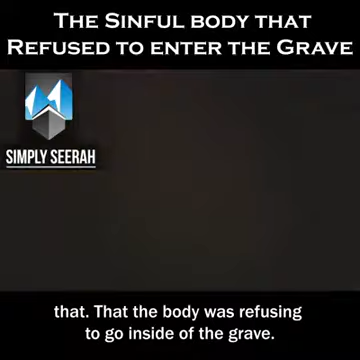 THE SINFUL BODY THAT
REFUSED TO ENTER THE GRAVE
SIMPLY SEERAH
that. That the body was refusing
to go inside of the grave.